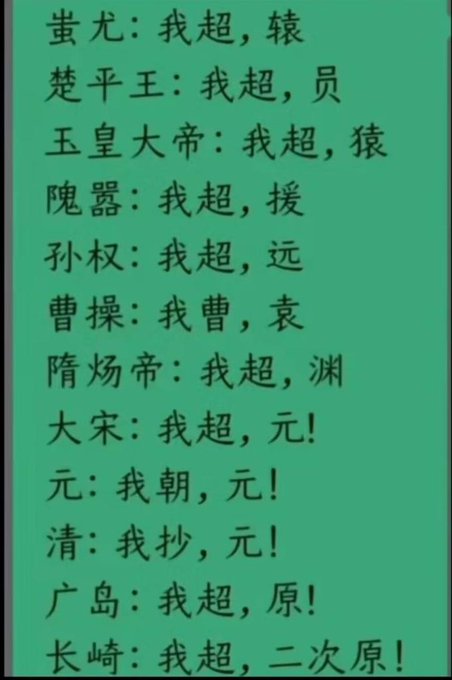 蚩尤：我超，辕
楚平王：我超，员
玉皇大帝：我超，猿
隗嚣：我超，援
孙权：我超，远
曹操：我曹，袁
隋炀帝：我超，渊
大宋：我超，元！
元：我朝，元！
清：我抄，元！
广岛：我超，原！
长崎：我超，二次原！